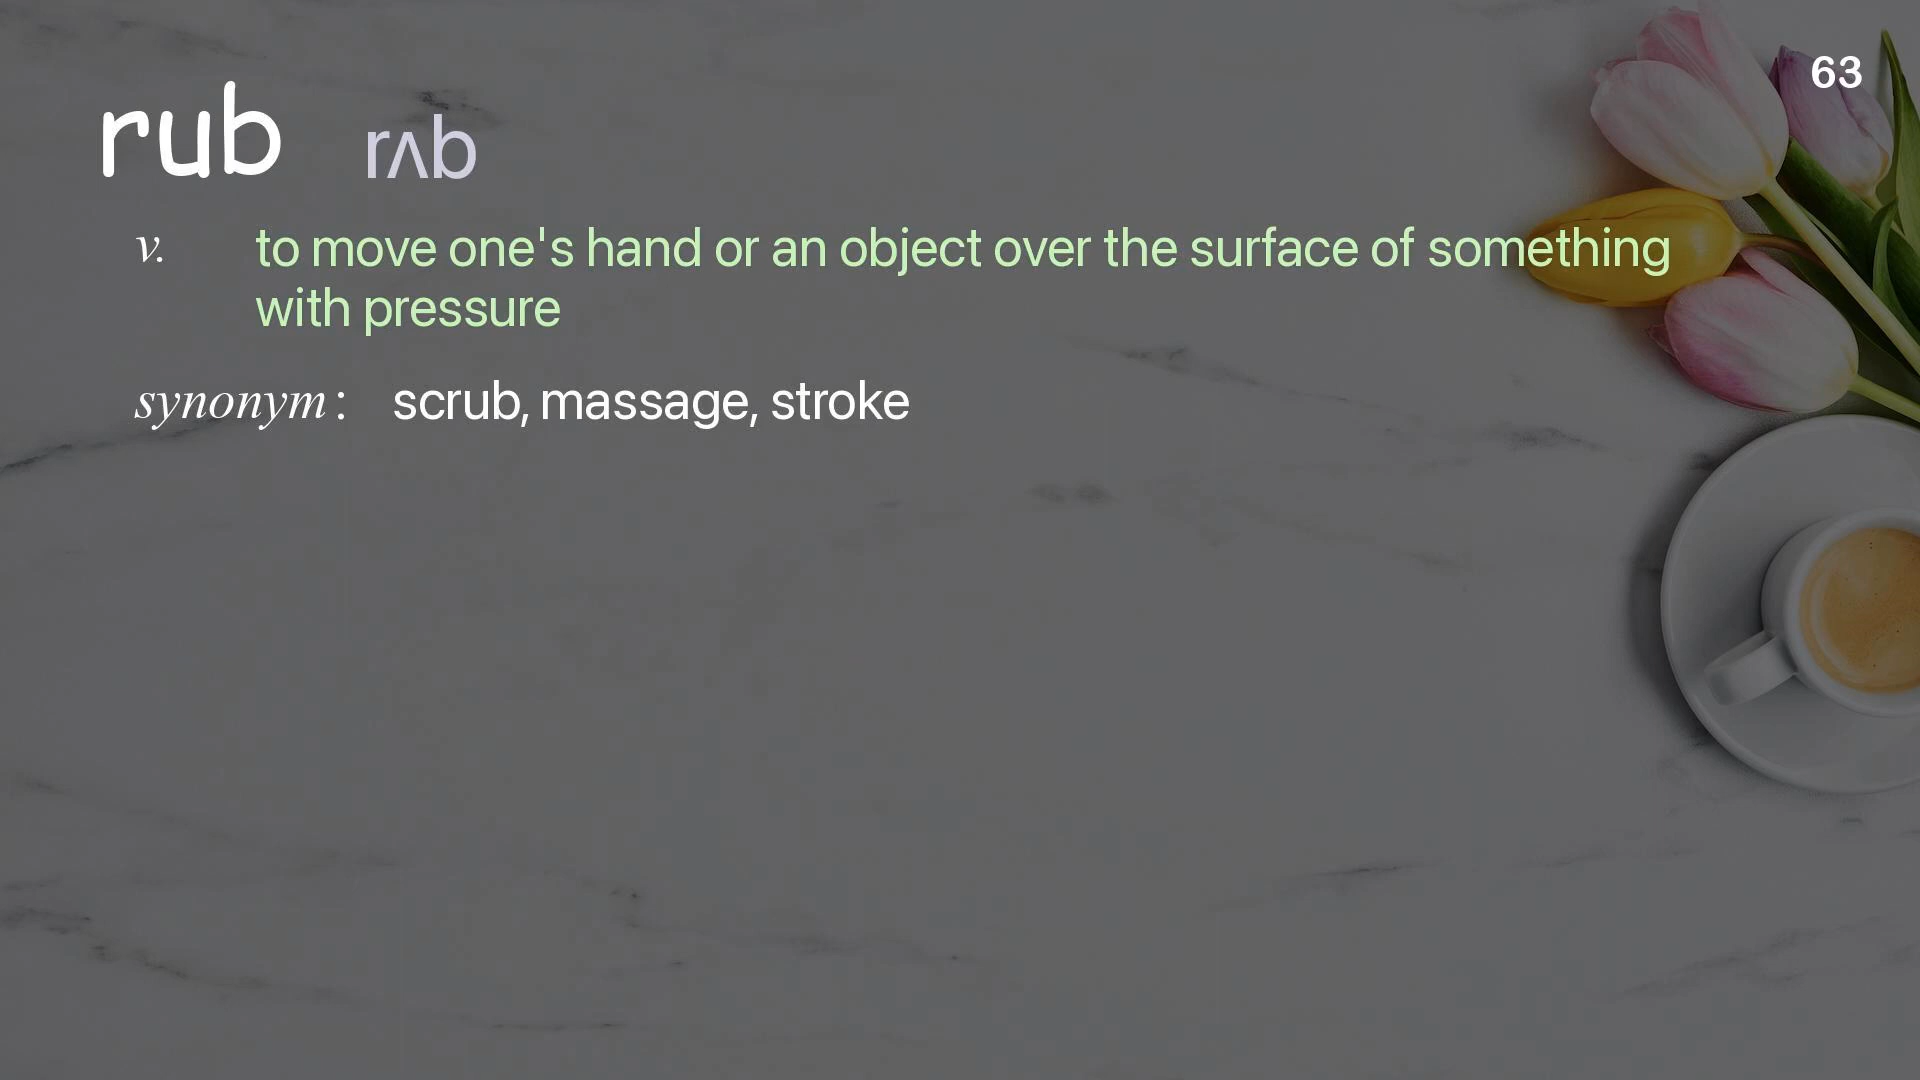 63
rub rʌb
v. to move one's hand or an object over the surface of something
with pressure
synonym: scrub, massage, stroke